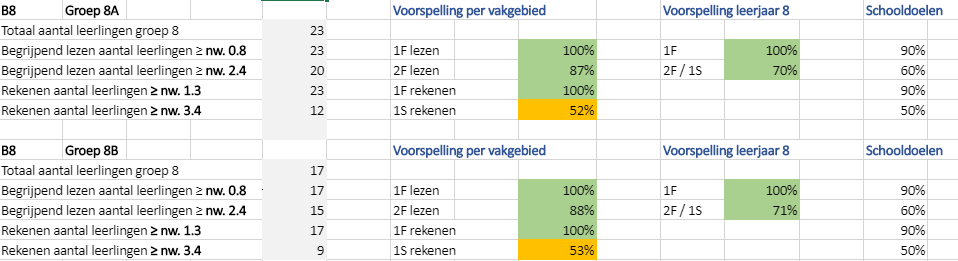 B8 Groep 8A Voorspelling per vakgebied Voorspelling leerjaar 8 Schooldoelen
Totaal aantal leerlingen groep 8 23
Begrijpend lezen aantal leerlingen ≥ nw. 0.8 23 1F lezen 100% 1F 100% 90%
Begrijpend lezen aantal leerlingen ≥ nw. 2.4 20 2F lezen 87% 2F / 1S 70% 60%
Rekenen aantal leerlingen ≥ nw. 1.3 23 1F rekenen 100% 90%
Rekenen aantal leerlingen ≥ nw. 3.4 12 1S rekenen 52% 50%
B8 Groep 8B Voorspelling per vakgebied Voorspelling leerjaar 8 Schooldoelen
Totaal aantal leerlingen groep 8 17
Begrijpend lezen aantal leerlingen ≥ nw. 0.8 17 1F lezen 100% 1F 100% 90%
Begrijpend lezen aantal leerlingen ≥ nw. 2.4 15 2F lezen 88% 2F / 1S 71% 60%
Rekenen aantal leerlingen ≥ nw. 1.3 17 1F rekenen 100% 90%
Rekenen aantal leerlingen ≥ nw. 3.4 9 1S rekenen 53% 50%